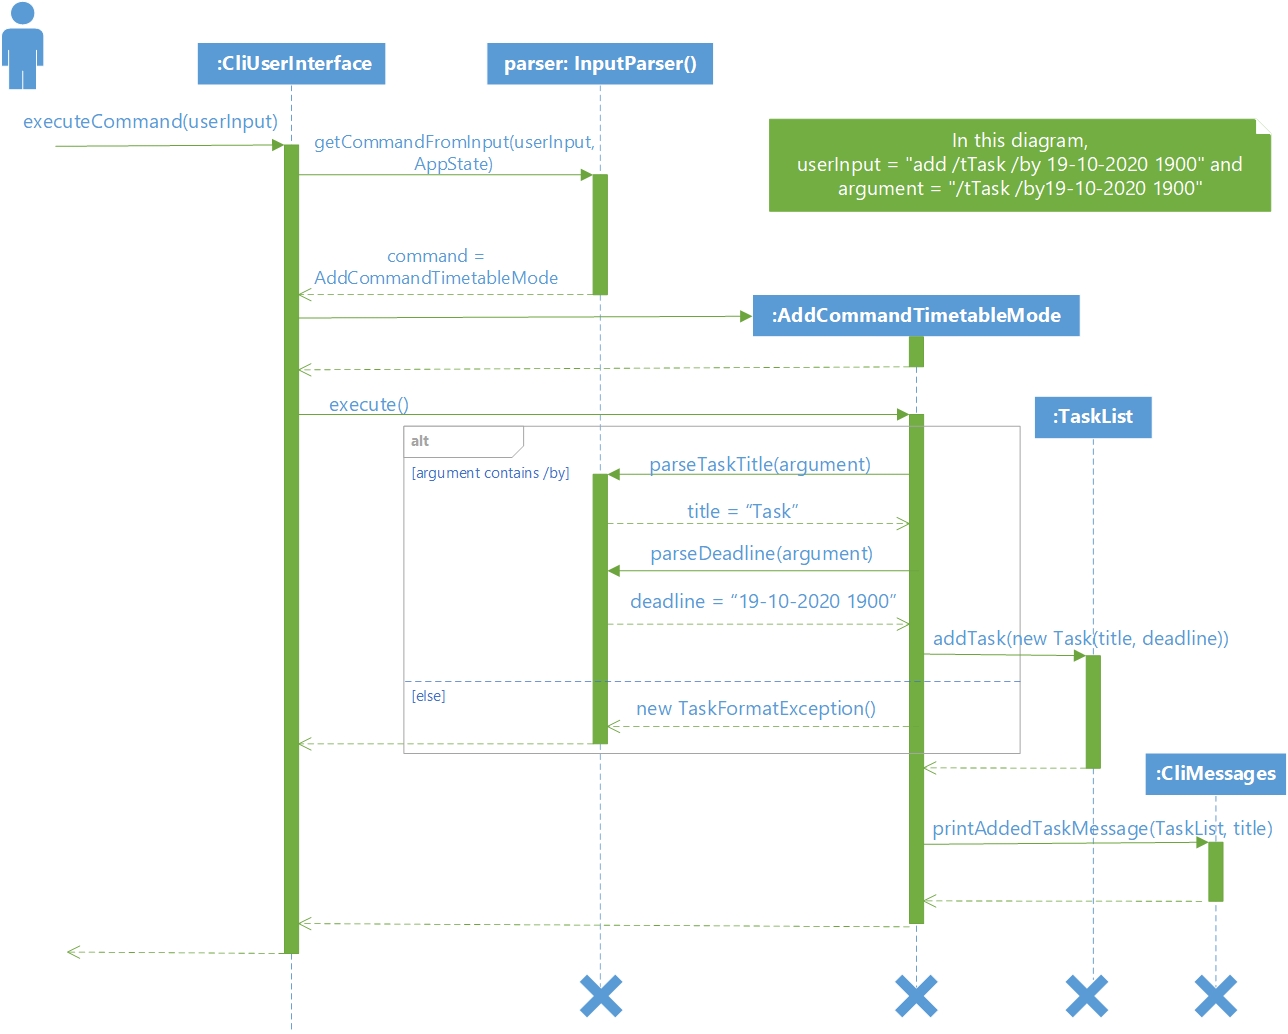 :CliUserInterface
parser: InputParser()
executeCommand(userInput)
getCommandFromInput(userInput,
AppState)
In this diagram,
userInput = "add /tTask /by 19-10-2020 1900" and
argument = "/tTask /by19-10-2020 1900"
command =
AddCommandTimetableMode
:AddCommandTimetableMode
execute()
:TaskList
alt
[argument contains /by]
parseTaskTitle(argument)
title = “Task”
parseDeadline(argument)
deadline = “19-10-2020 1900”
addTask(new Task(title, deadline))
[else]
new TaskFormatException()
:CliMessages
printAddedTaskMessage(TaskList, title)